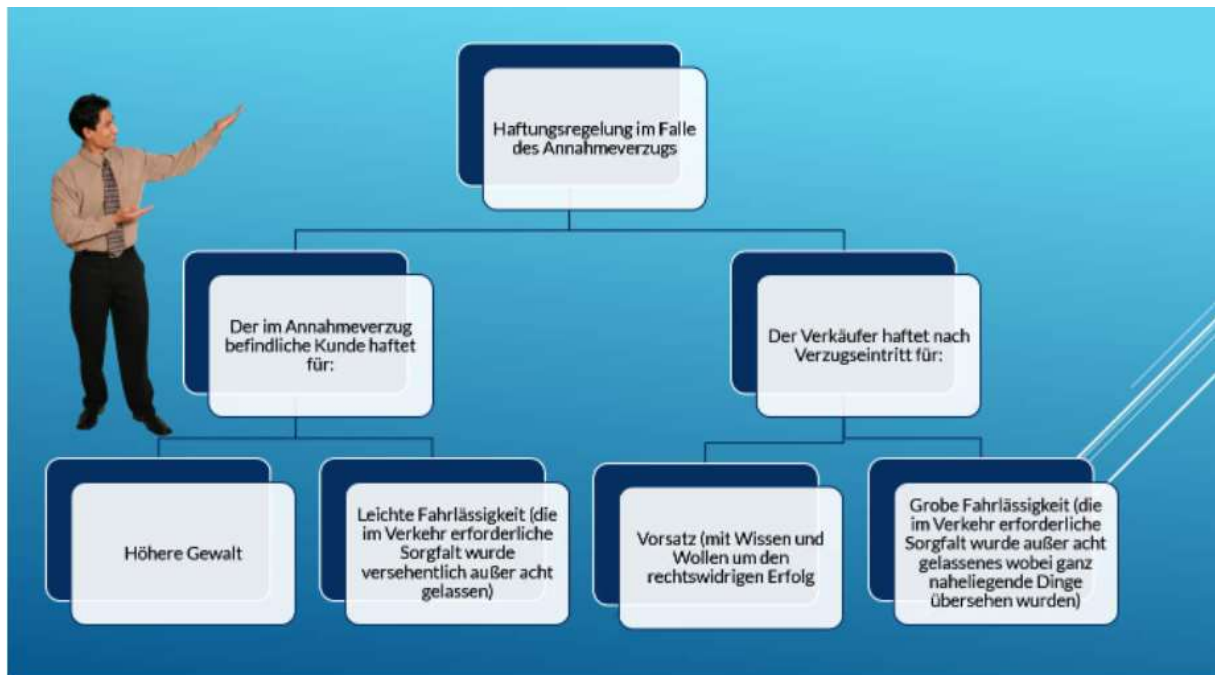 Haftungsregelung im Falle
des Annahmeverzugs
Der im Annahmeverzug
befindliche Kunde haftet
für:
Der Verkäufer haftet nach
Verzugseintritt für:
Höhere Gewalt
Leichte Fahrlässigkeit (die
im Verkehr erforderliche
Sorgfalt wurde
versehentlich außer acht
gelassen)
Vorsatz (mit Wissen und
Wollen um den
rechtswidrigen Erfolg
Grobe Fahrlässigkeit (die
im Verkehr erforderliche
Sorgfalt wurde außer acht
gelassenes wobei ganz
naheliegende Dinge
übersehen wurden)